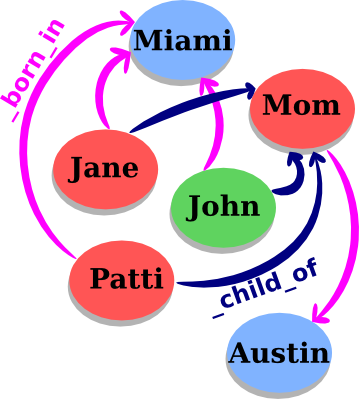 Miami
_born_in
Mom
Jane
John
Patti
_child_of
Austin